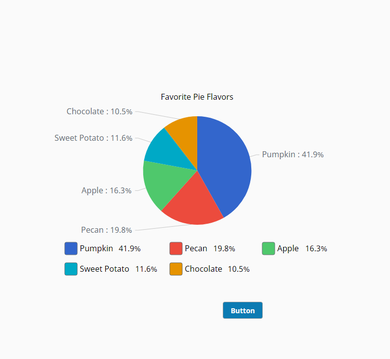 Favorite Pie Flavors
Chocolate : 10.5%
Sweet Potato : 11.6%
Pumpkin : 41.9%
Apple : 16.3%
Pecan : 19.8%
Pumpkin 41.9% Pecan 19.8% Apple 16.3%
Sweet Potato 11.6% Chocolate 10.5%
Button